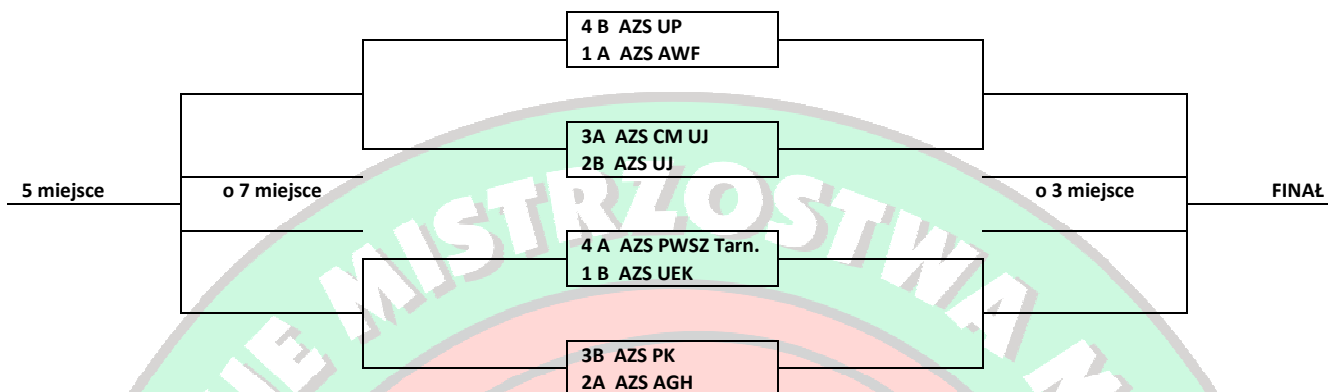 4 B AZS UP
1 A AZS AWF
3A AZS CM UJ
2B AZS UJ
5 miejsce
o 7 miejsce
o 3 miejsce
FINAŁ
4 A AZS PWSZ Tarn.
1 B AZS UEK
3B AZS PK
2A AZS AGH
IE MISTRZOSTWA M